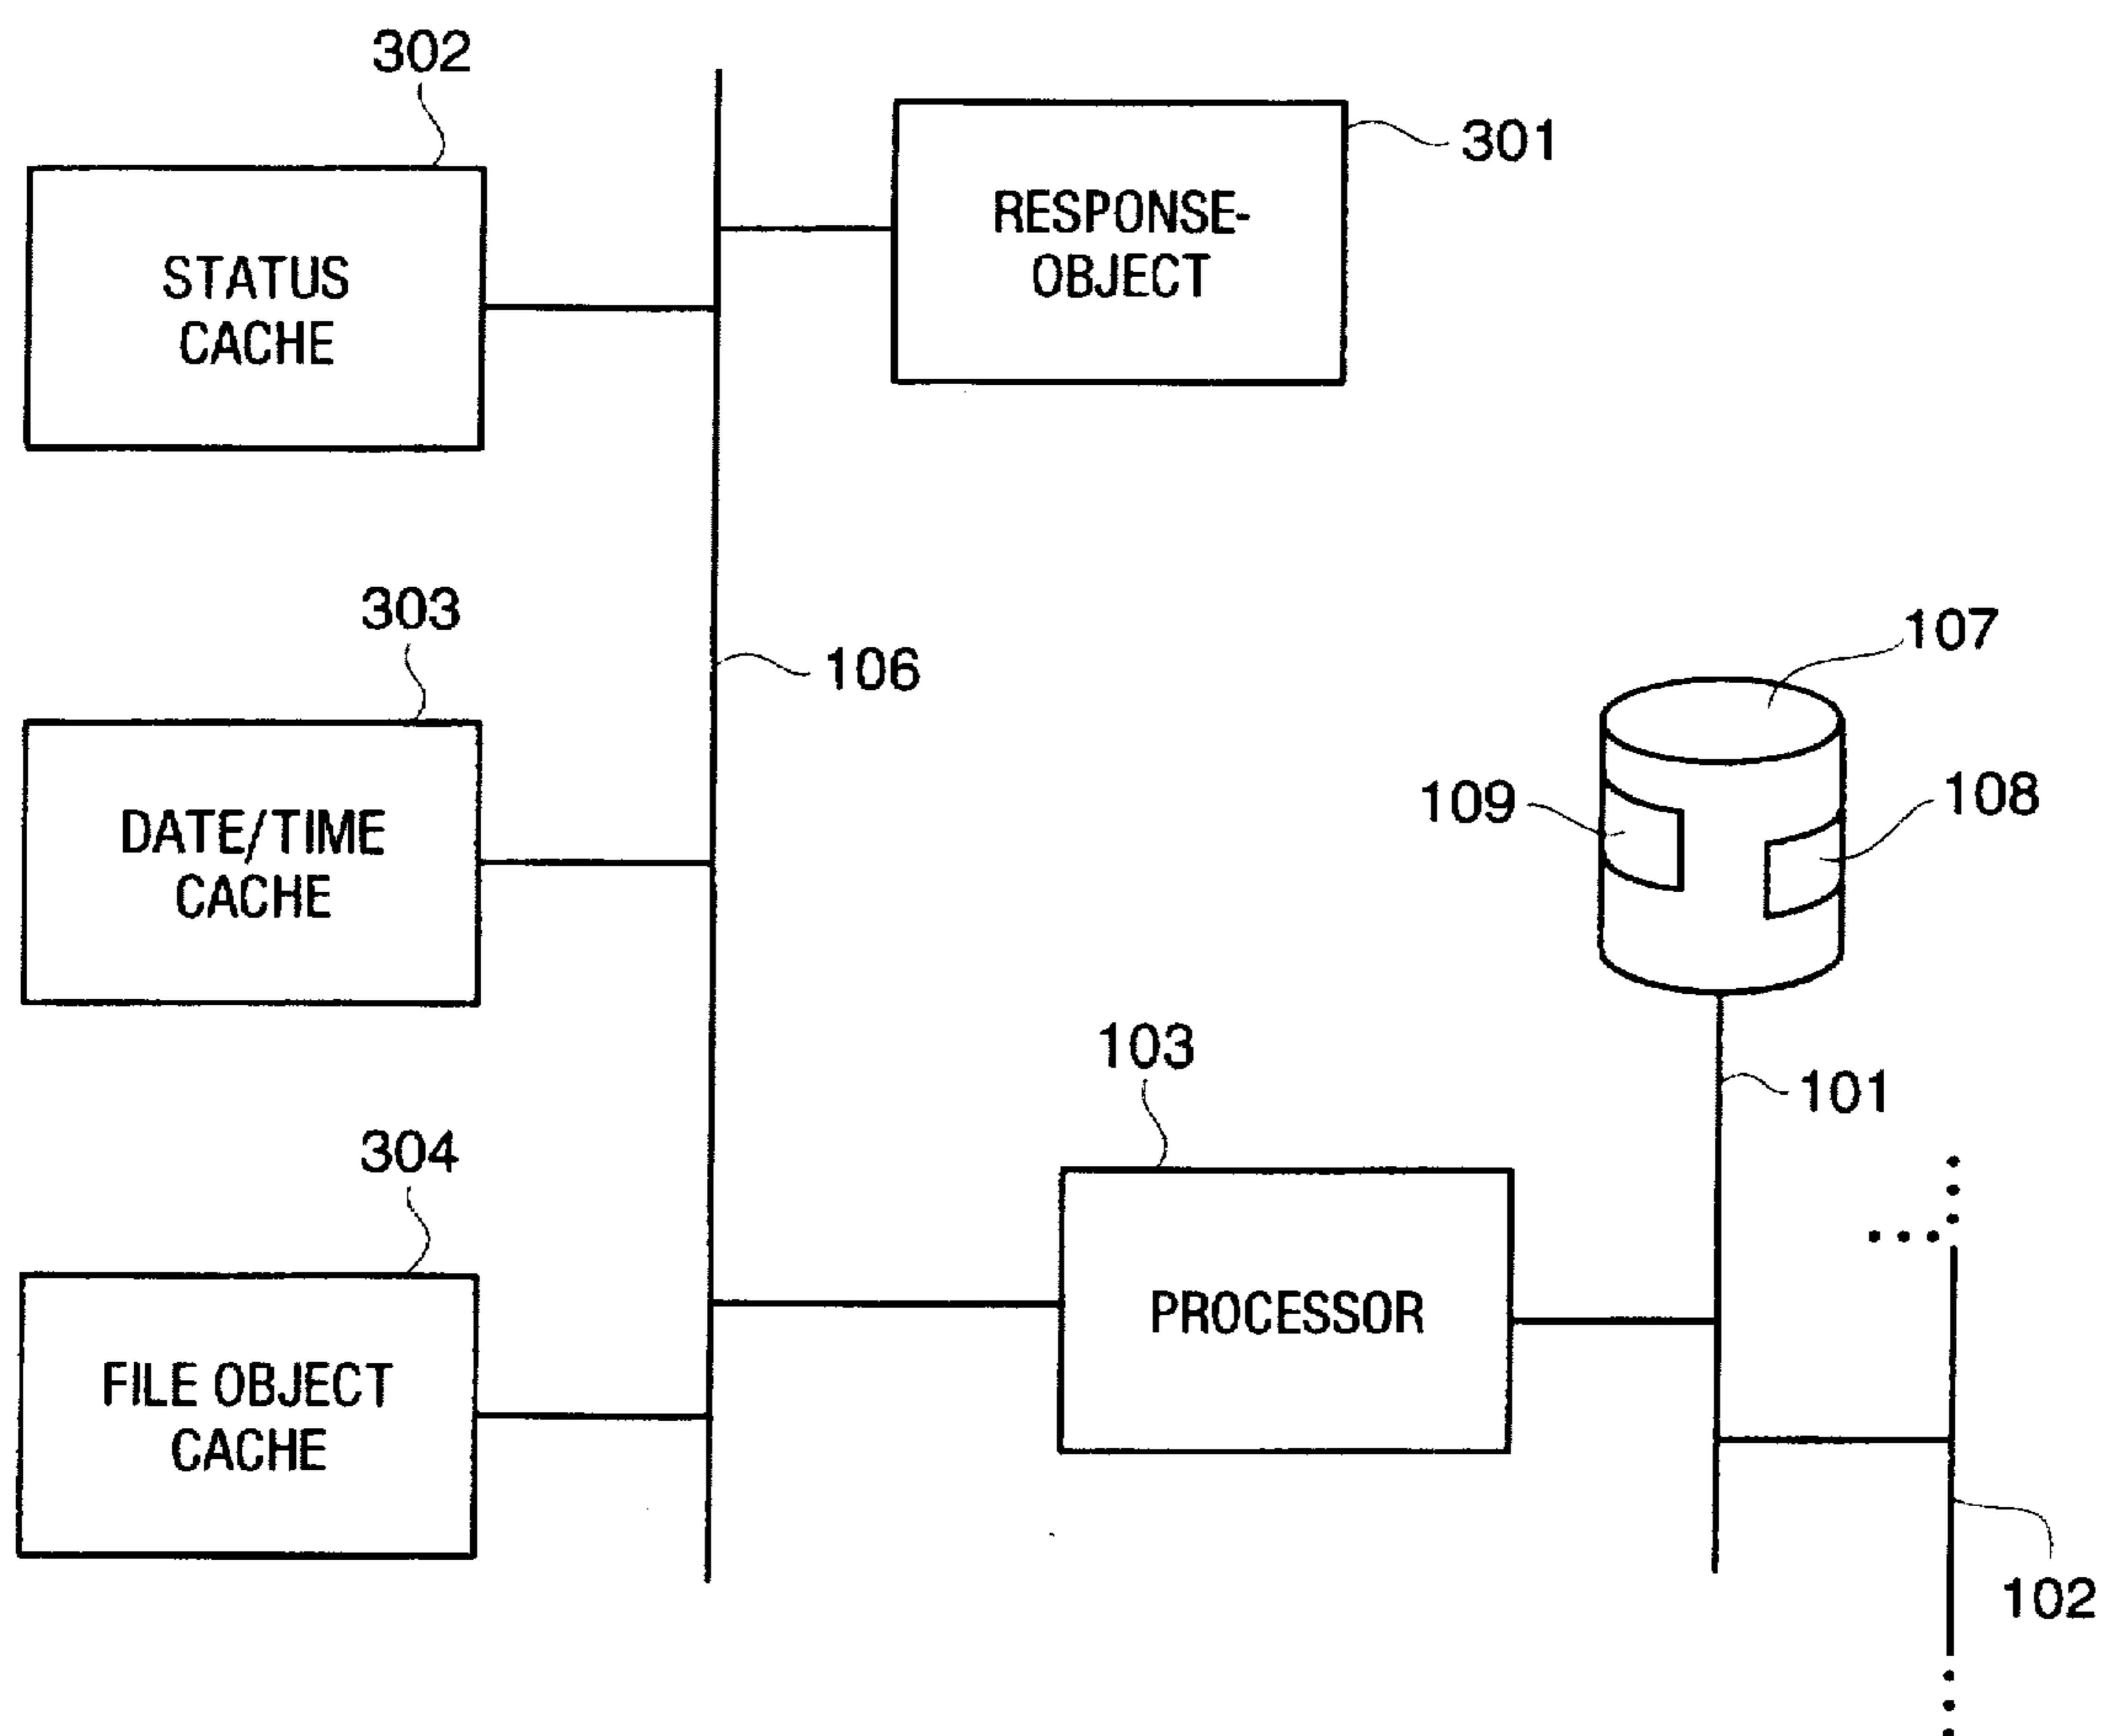 302
301
RESPONSE-
OBJECT
STATUS
CACHE
303
106
107
109
108
DATE/TIME
CACHE
103
101
304
PROCESSOR
FILE OBJECT
CACHE
102